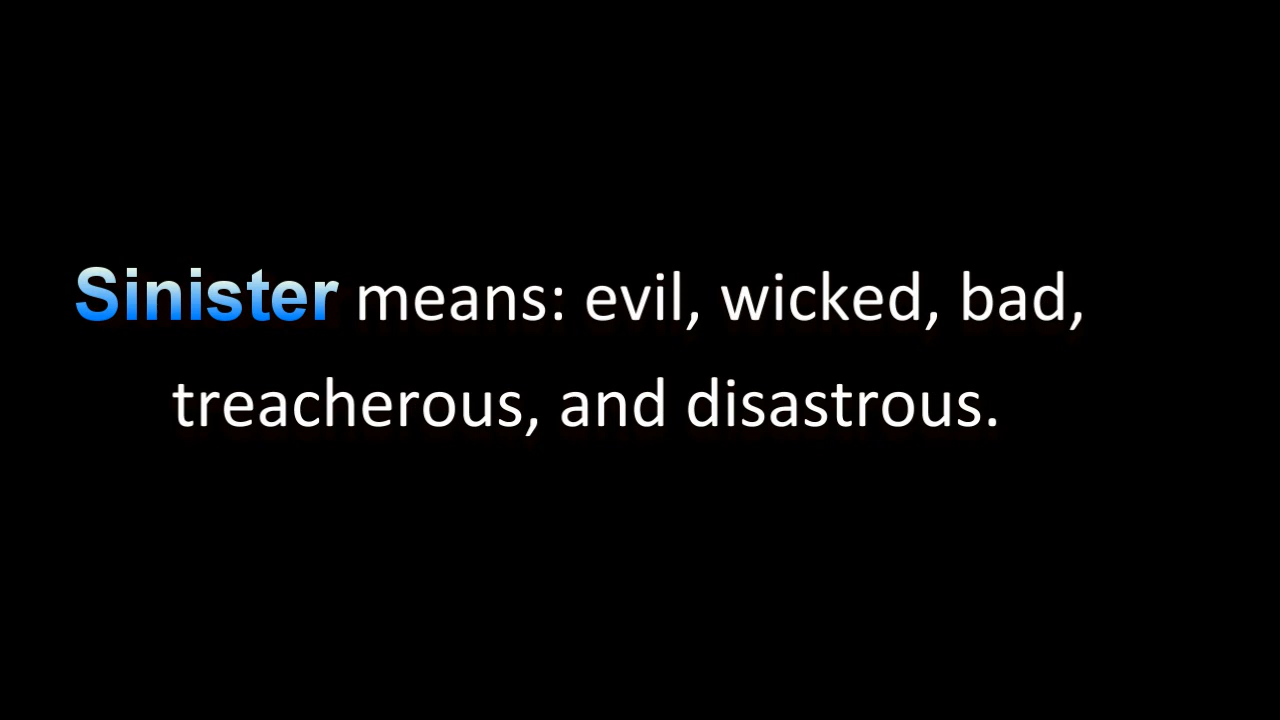 Sinister means: evil, wicked, bad,
treacherous, and disastrous.